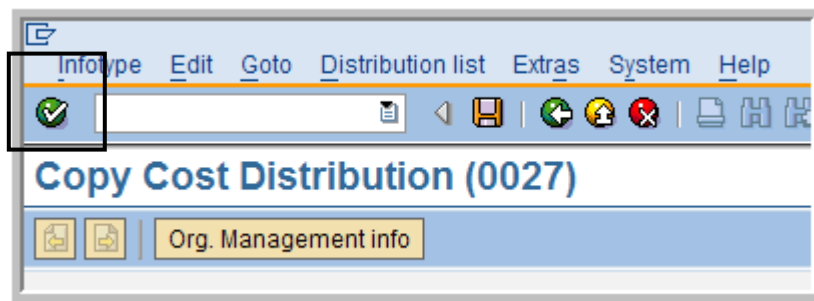 Infotype Edit Goto Distribution list Extras System Help
Copy Cost Distribution (0027)
Org. Management info